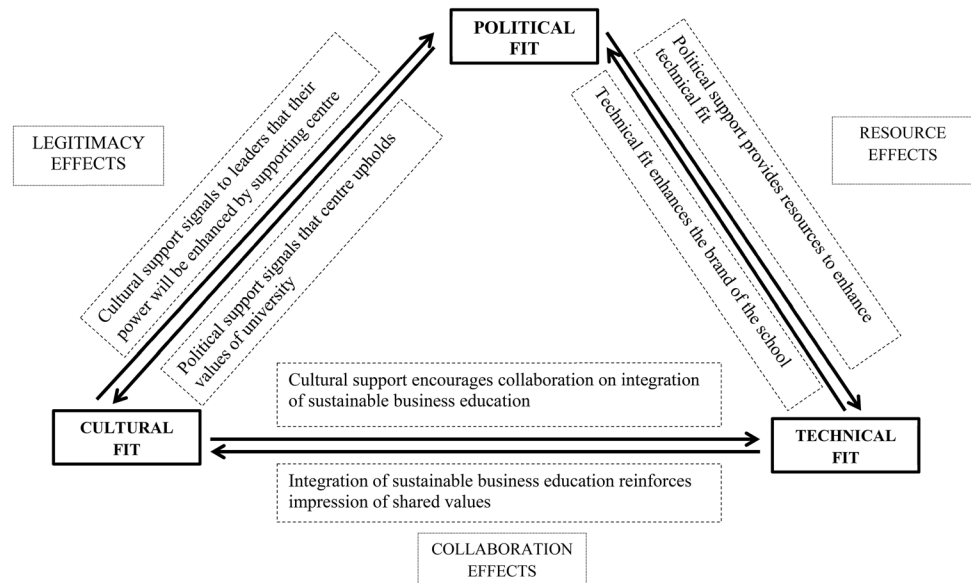 POLITICAL
FIT
LEGITIMACY
EFFECTS
Cultural support signals to leaders that their
power will be enhanced by supporting centre
Political support signals that centre upholds
values of university
Political support provides resources to enhance
technical fit
Technical fit enhances the brand of the school
RESOURCE
EFFECTS
Cultural support encourages collaboration on integration
of sustainable business education
CULTURAL
FIT
TECHNICAL
FIT
Integration of sustainable business education reinforces
impression of shared values
COLLABORATION
EFFECTS